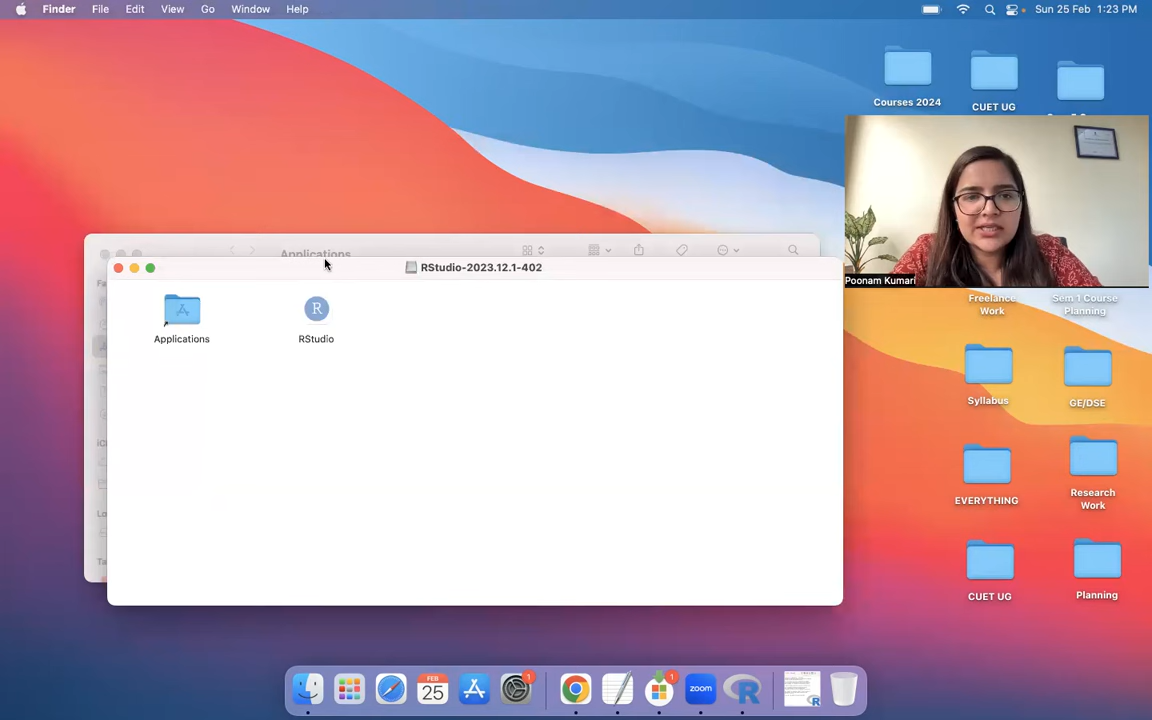 Finder File Edit View Go Window Help Sun 25 Feb 1:23 PM
Courses 2024
CUET UG
Poonam Kumari
Freelance
Work
Sem 1 Course
Planning
Applications
RStudio-2023.12.1-402
Applications
RStudio
Syllabus
GE/DSE
EVERYTHING
Research
Work
CUET UG
Planning
FEB
25
1
1
zoom
R